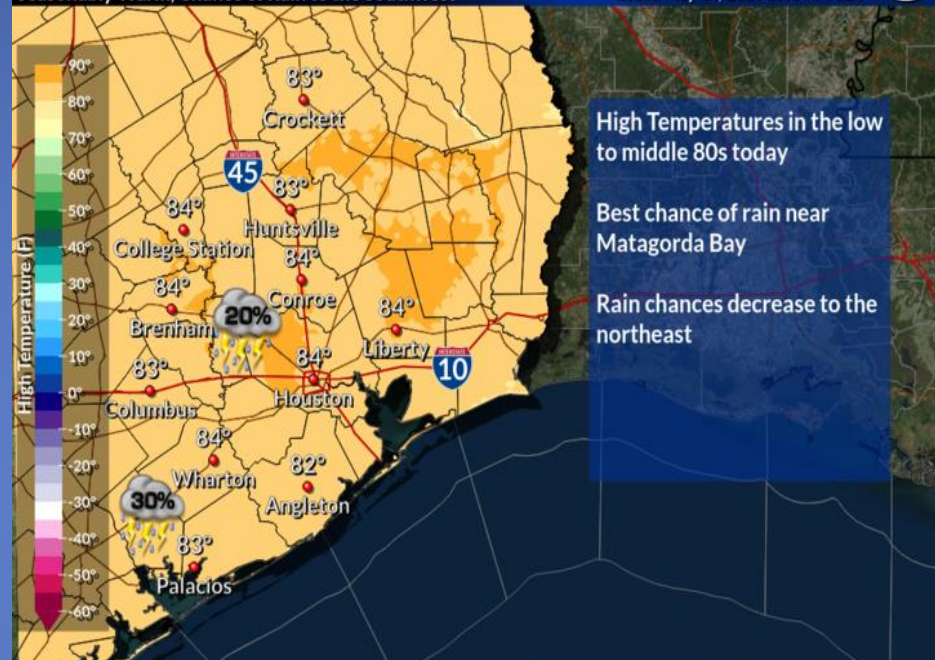 High Temperature (F)
90°
80°
70°
60°
50°
40°
30°
20°
10°
0°
-10°
-20°
-30°
-40°
-50°
-60°
83°
Crockett
INTERSTATE
45
83°
Huntsville
84°
College Station
84°
Conroe
84°
Brenham
20%
84°
Liberty
INTERSTATE
10
84°
Houston
83°
Columbus
84°
Wharton
82°
Angleton
30%
83°
Palacios
High Temperatures in the low
to middle 80s today
Best chance of rain near
Matagorda Bay
Rain chances decrease to the
northeast